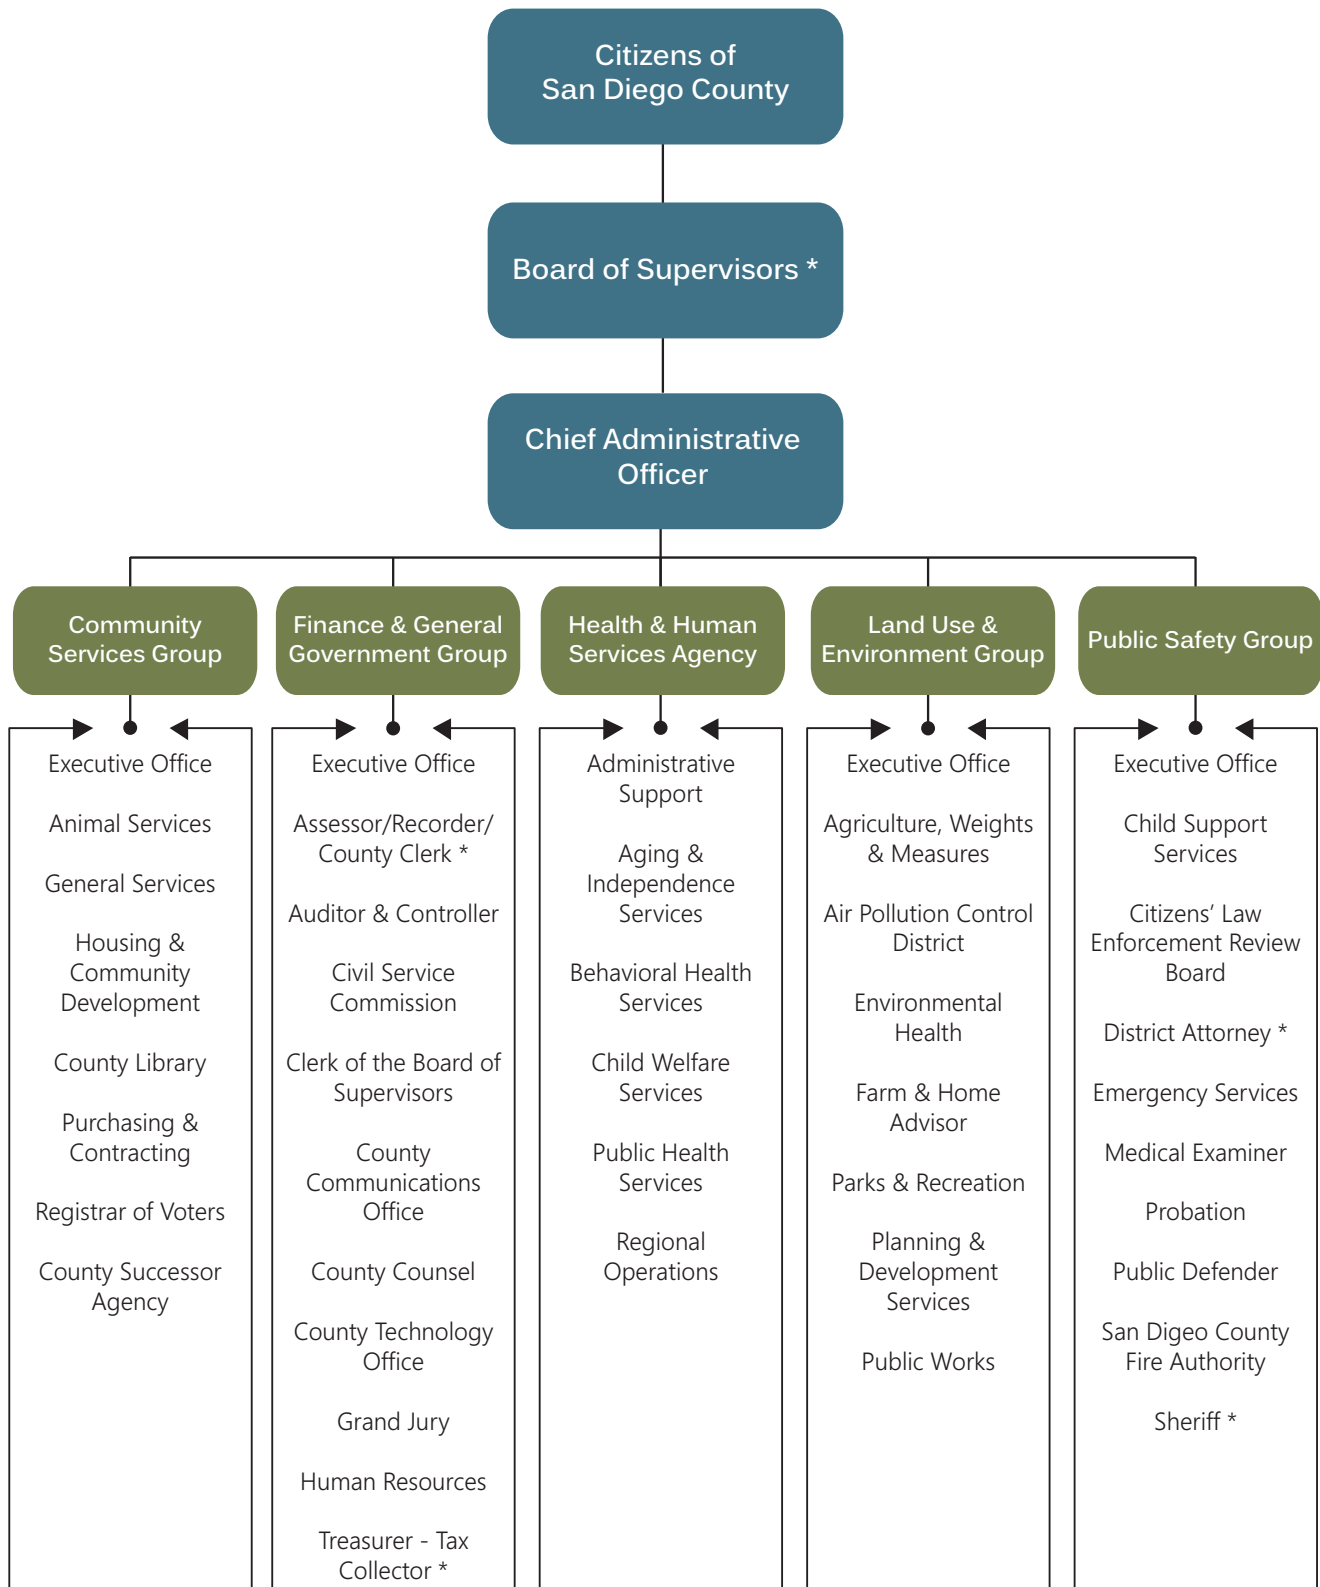 Citizens of
San Diego County
Board of Supervisors *
Chief Administrative
Officer
Community
Services Group
Finance & General
Government Group
Health & Human
Services Agency
Land Use &
Environment Group
Public Safety Group
Executive Office
Animal Services
General Services
Housing &
Community
Development
County Library
Purchasing &
Contracting
Registrar of Voters
County Successor
Agency
Executive Office
Assessor/Recorder/
County Clerk *
Auditor & Controller
Civil Service
Commission
Clerk of the Board of
Supervisors
County
Communications
Office
County Counsel
County Technology
Office
Grand Jury
Human Resources
Treasurer - Tax
Collector *
Administrative
Support
Aging &
Independence
Services
Behavioral Health
Services
Child Welfare
Services
Public Health
Services
Regional
Operations
Executive Office
Agriculture, Weights
& Measures
Air Pollution Control
District
Environmental
Health
Farm & Home
Advisor
Parks & Recreation
Planning &
Development
Services
Public Works
Executive Office
Child Support
Services
Citizens’ Law
Enforcement Review
Board
District Attorney *
Emergency Services
Medical Examiner
Probation
Public Defender
San Digeo County
Fire Authority
Sheriff *